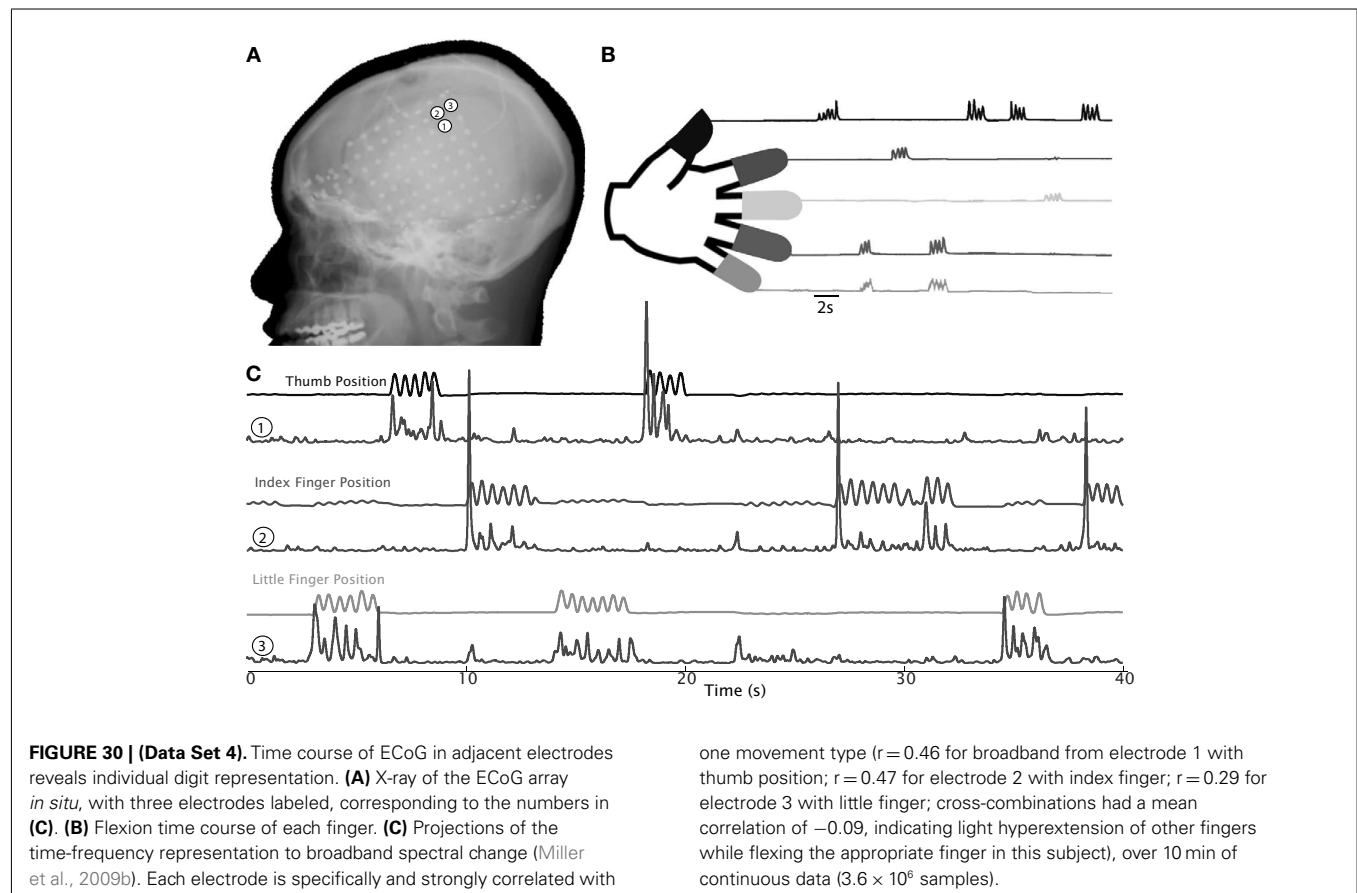 A
B
3
2
1
2s
C
Thumb Position
1
Index Finger Position
2
Little Finger Position
3
0 10 20 30 40
Time (s)
FIGURE 30 | (Data Set 4). Time course of ECoG in adjacent electrodes
reveals individual digit representation. (A) X-ray of the ECoG array
in situ, with three electrodes labeled, corresponding to the numbers in
(C). (B) Flexion time course of each finger. (C) Projections of the
time-frequency representation to broadband spectral change (Miller
et al., 2009b). Each electrode is specifically and strongly correlated with
one movement type (r = 0.46 for broadband from electrode 1 with
thumb position; r = 0.47 for electrode 2 with index finger; r = 0.29 for
electrode 3 with little finger; cross-combinations had a mean
correlation of −0.09, indicating light hyperextension of other fingers
while flexing the appropriate finger in this subject), over 10 min of
continuous data (3.6 × 10⁶ samples).